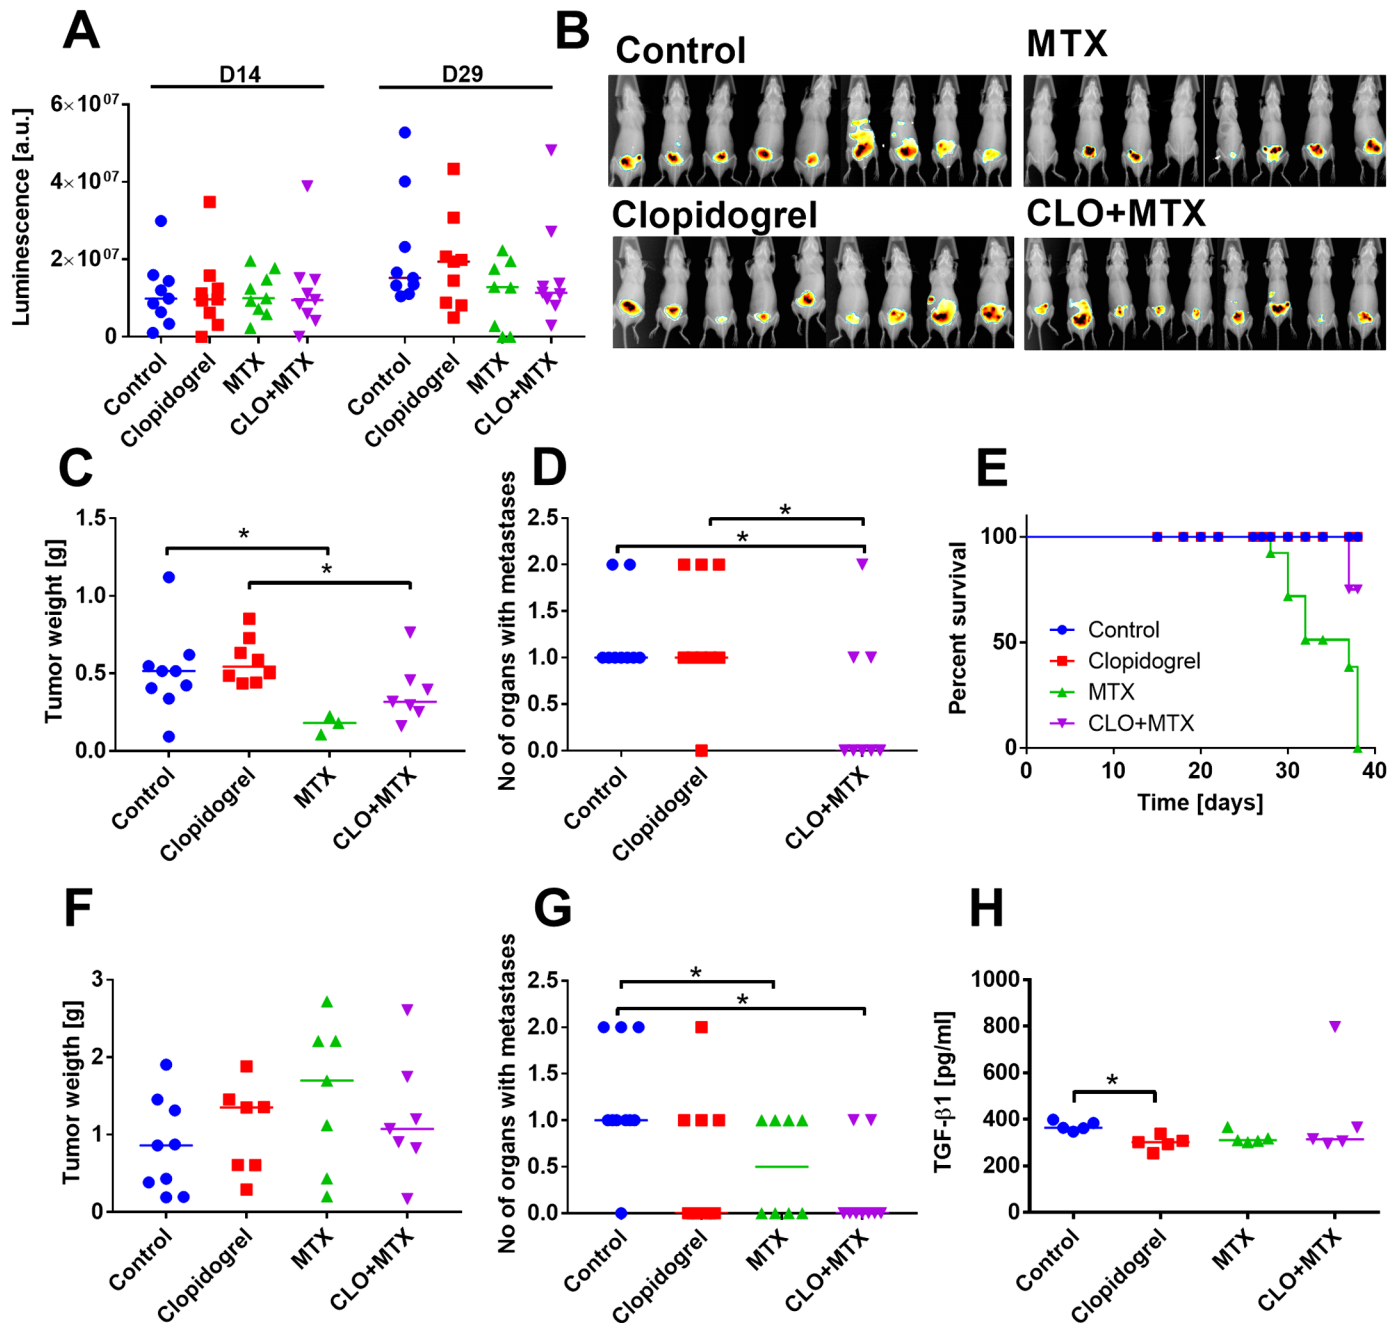 A
D14
D29
Luminescence [a.u.]
6×10^07
4×10^07
2×10^07
0
Control
Clopidogrel
MTX
CLO+MTX
Control
Clopidogrel
MTX
CLO+MTX
B
Control
MTX
Clopidogrel
CLO+MTX
C
Tumor weight [g]
1.5
1.0
0.5
0.0
*
*
Control
Clopidogrel
MTX
CLO+MTX
D
No of organs with metastases
2.5
2.0
1.5
1.0
0.5
0.0
*
*
Control
Clopidogrel
CLO+MTX
E
Percent survival
100
50
0
Control
Clopidogrel
MTX
CLO+MTX
0 10 20 30 40
Time [days]
F
Tumor weigth [g]
3
2
1
0
Control
Clopidogrel
MTX
CLO+MTX
G
No of organs with metastases
2.5
2.0
1.5
1.0
0.5
0.0
*
*
Control
Clopidogrel
MTX
CLO+MTX
H
TGF-β1 [pg/ml]
1000
800
600
400
200
0
*
Control
Clopidogrel
MTX
CLO+MTX